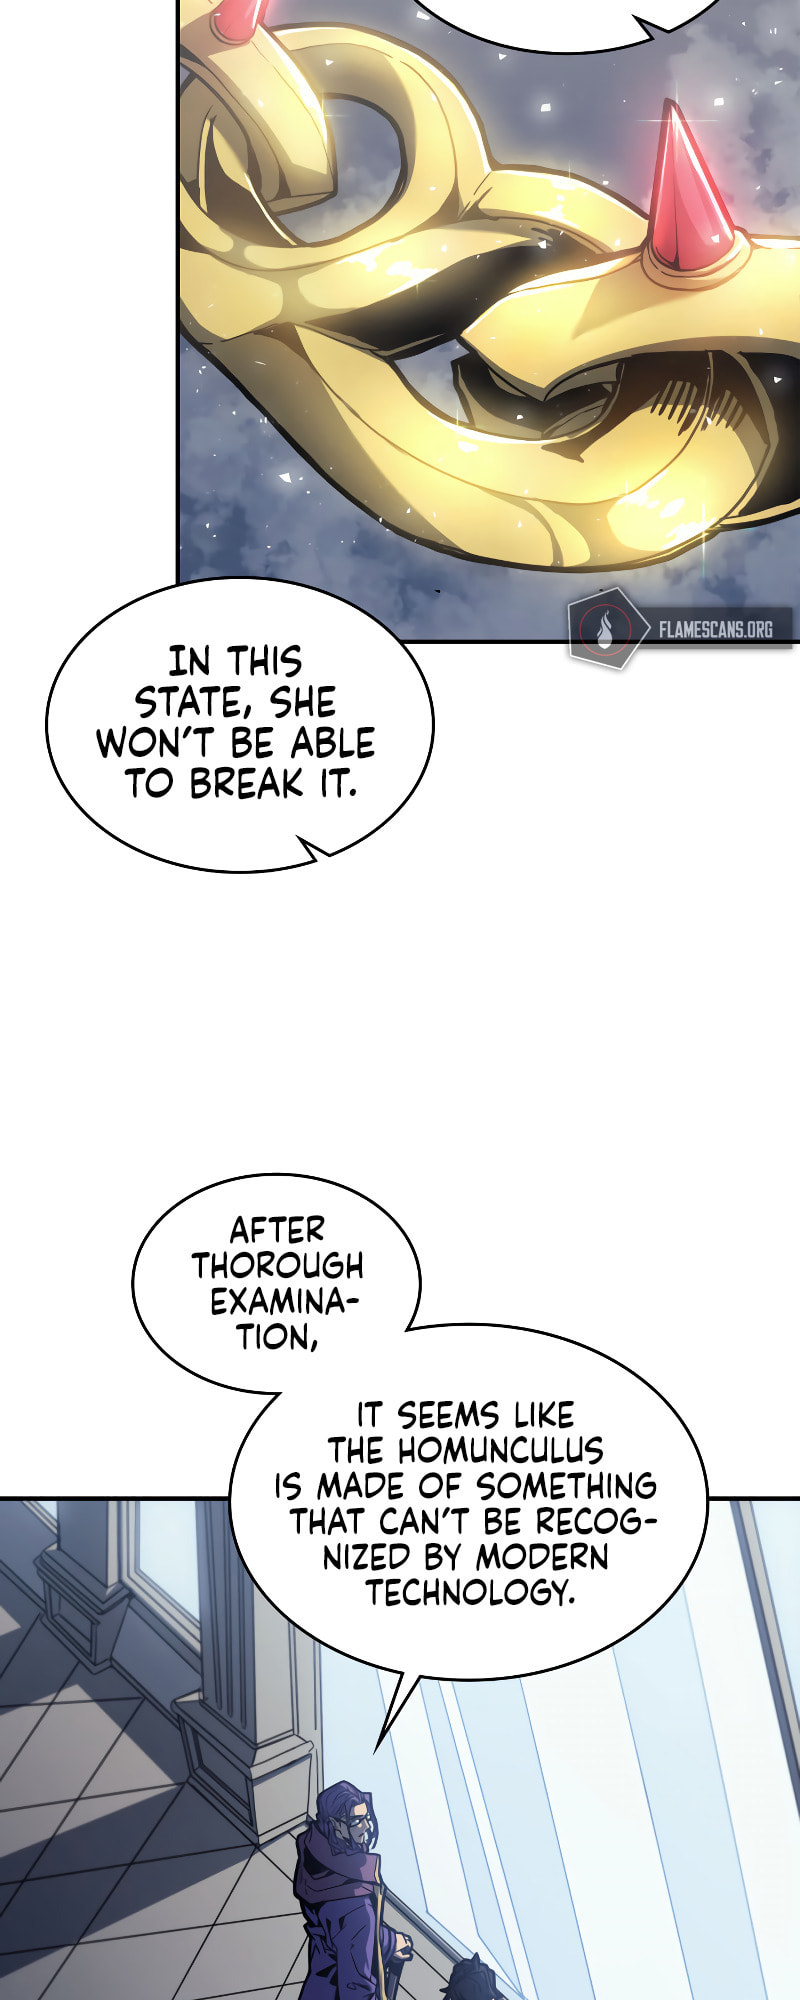 FLAMESCANS.ORG
IN THIS
STATE, SHE
WON'T BE ABLE
TO BREAK IT.
AFTER
THOROUGH
EXAMINA-
TION,
IT SEEMS LIKE
THE HOMUNCULUS
IS MADE OF SOMETHING
THAT CAN'T BE RECOG-
NIZED BY MODERN
TECHNOLOGY.